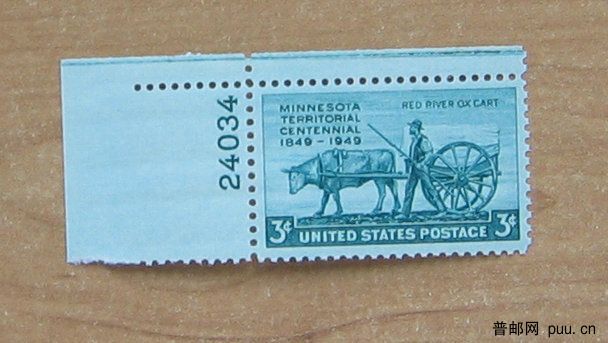 24034
MINNESOTA
TERRITORIAL
CENTENNIAL
1849 - 1949
RED RIVER OX CART
3¢ UNITED STATES POSTAGE 3¢
普邮网 puu.cn